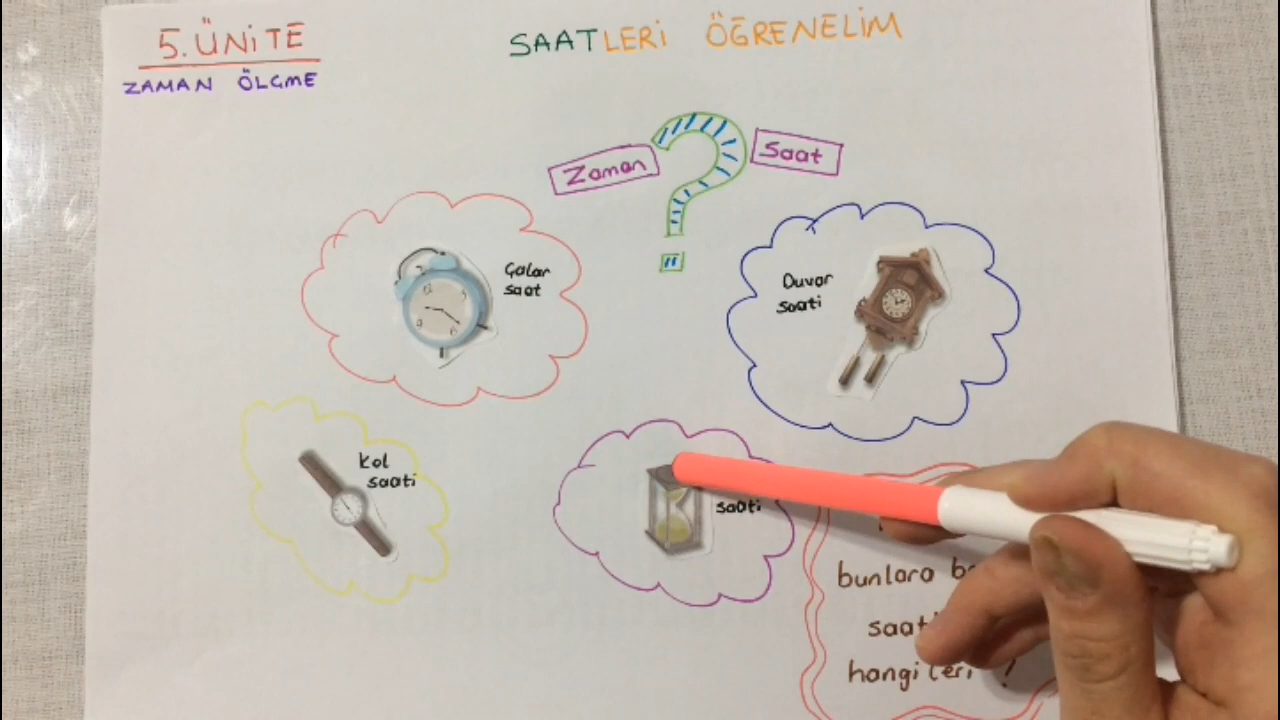 5. ÜNİTE
ZAMAN ÖLÇME
SAATLERİ ÖĞRENELİM
Zaman
Saat
Çalar
saat
Duvar
saati
Kol
saati
saati
bunlara
hangileri